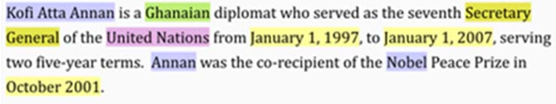 Kofi Atta Annan is a Ghanaian diplomat who served as the seventh Secretary
General of the United Nations from January 1, 1997, to January 1, 2007, serving
two five-year terms. Annan was the co-recipient of the Nobel Peace Prize in
October 2001.